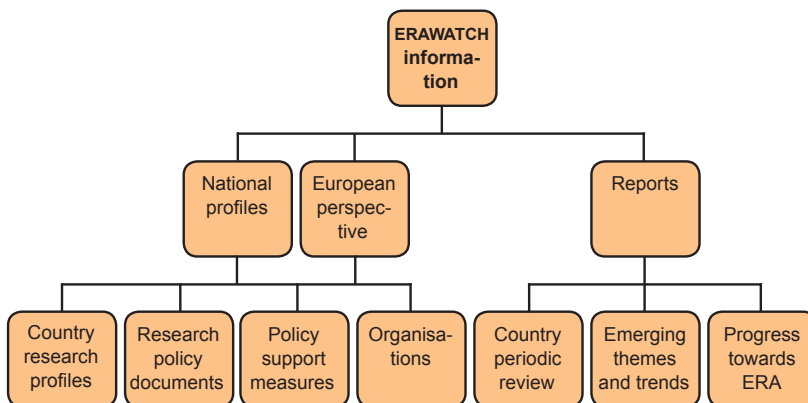 ERAWATCH
informa-
tion
National
profiles
European
perspec-
tive
Reports
Country
research
profiles
Research
policy
documents
Policy
support
measures
Organisa-
tions
Country
periodic
review
Emerging
themes
and trends
Progress
towards
ERA